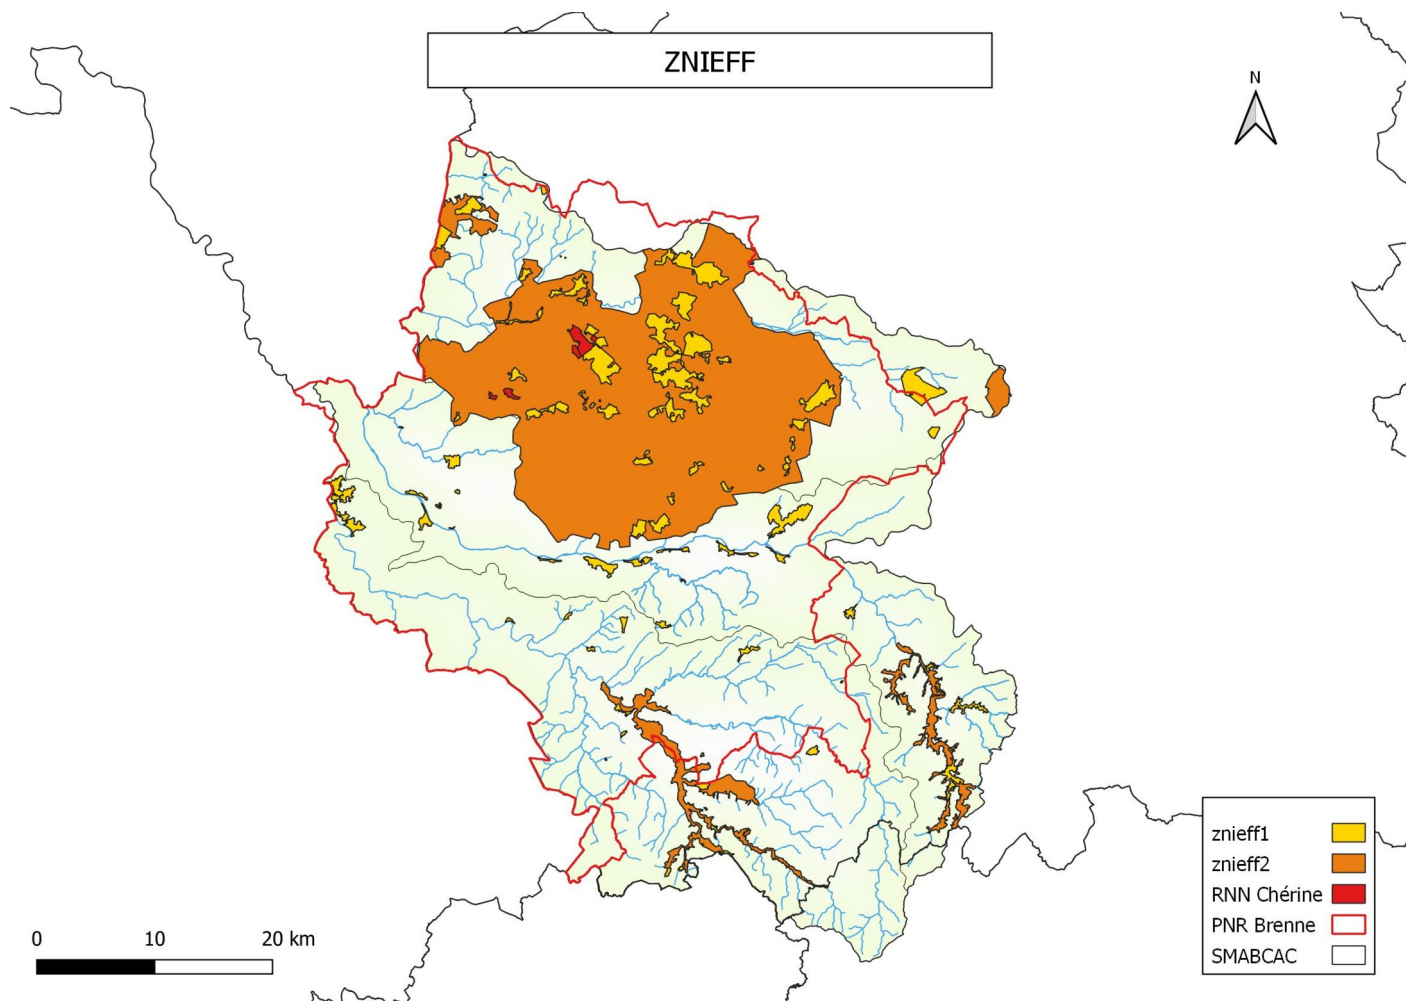 ZNIEFF
N
znieff1
znieff2
RNN Chérine
PNR Brenne
SMABCAC
0 10 20 km